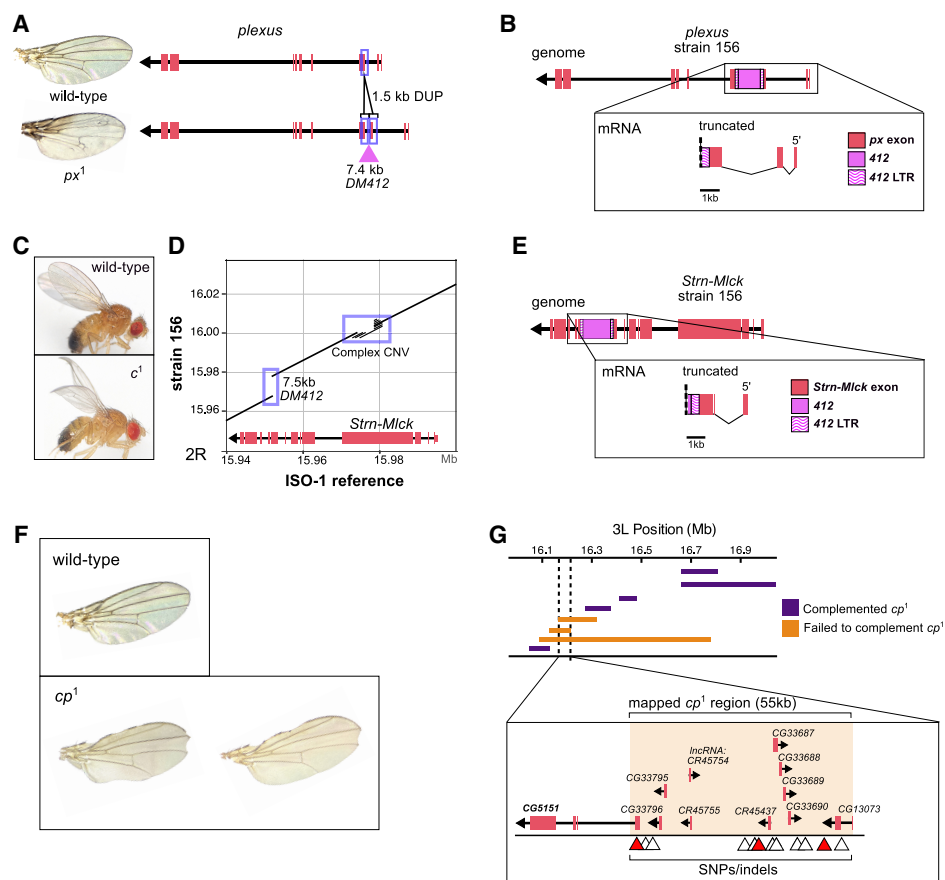 A
plexus
wild-type
px1
1.5 kb DUP
7.4 kb
DM412
B
plexus
strain 156
genome
mRNA
truncated
5'
px exon
412
412 LTR
1kb
C
wild-type
c1
D
strain 156
16.02
16.00
15.98
15.96
Complex CNV
7.5kb
DM412
Strn-Mlck
2R
15.94
15.96
15.98
Mb
ISO-1 reference
E
Strn-Mlck
strain 156
genome
mRNA
truncated
5'
Strn-Mlck exon
412
412 LTR
1kb
F
wild-type
cp1
G
3L Position (Mb)
16.1 16.3 16.5 16.7 16.9
Complemented cp1
Failed to complement cp1
mapped cp1 region (55kb)
CG33687
lncRNA:
CR45754
CG33688
CG33795
CG33689
CG5151
CG33796
CR45755
CR45437
CG33690
CG13073
SNPs/indels